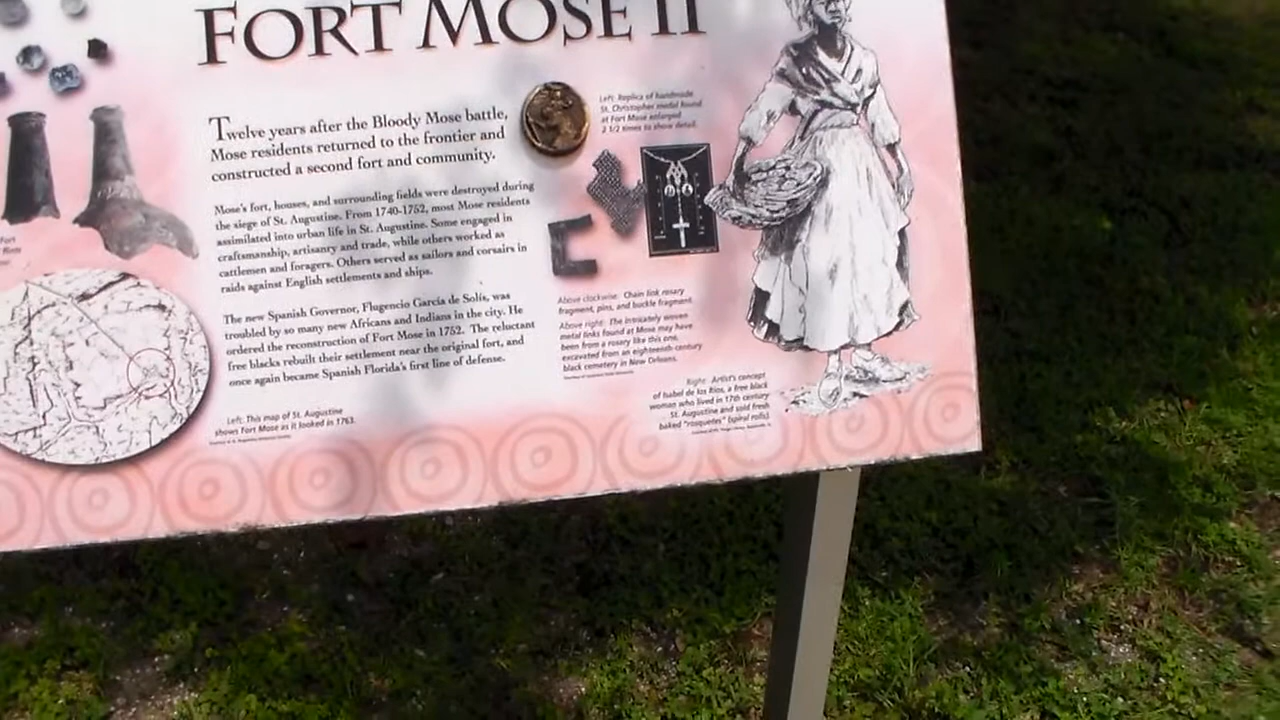 FORT MOSE II
Twelve years after the Bloody Mose battle,
Mose residents returned to the frontier and
constructed a second fort and community.
Mose's fort, houses, and surrounding fields were destroyed during
the siege of St. Augustine. From 1740-1752, most Mose residents
assimilated into urban life in St. Augustine. Some engaged in
craftsmanship, artisanry and trade, while others worked as
cattlemen and foragers. Others served as sailors and corsairs in
raids against English settlements and ships.
The new Spanish Governor, Flugencio García de Solís, was
troubled by so many new Africans and Indians in the city. He
ordered the reconstruction of Fort Mose in 1752. The reluctant
free blacks rebuilt their settlement near the original fort, and
once again became Spanish Florida's first line of defense.
Left: This map of St. Augustine
shows Fort Mose as it looked in 1763.
Left: Replica of handmade
St. Christopher medal found
at Fort Mose enlarged
2 1/2 times to show detail.
Above clockwise: Chain link rosary
fragment, pins, and buckle fragment.
Above right: The intricately woven
metal links found at Mose may have
been from a rosary like this one,
excavated from an eighteenth-century
black cemetery in New Orleans.
Right: Artist's concept
of Isabel de los Rios, a free black
woman who lived in 17th century
St. Augustine and sold fresh
baked "rosquetes" (spiral rolls).
Fort